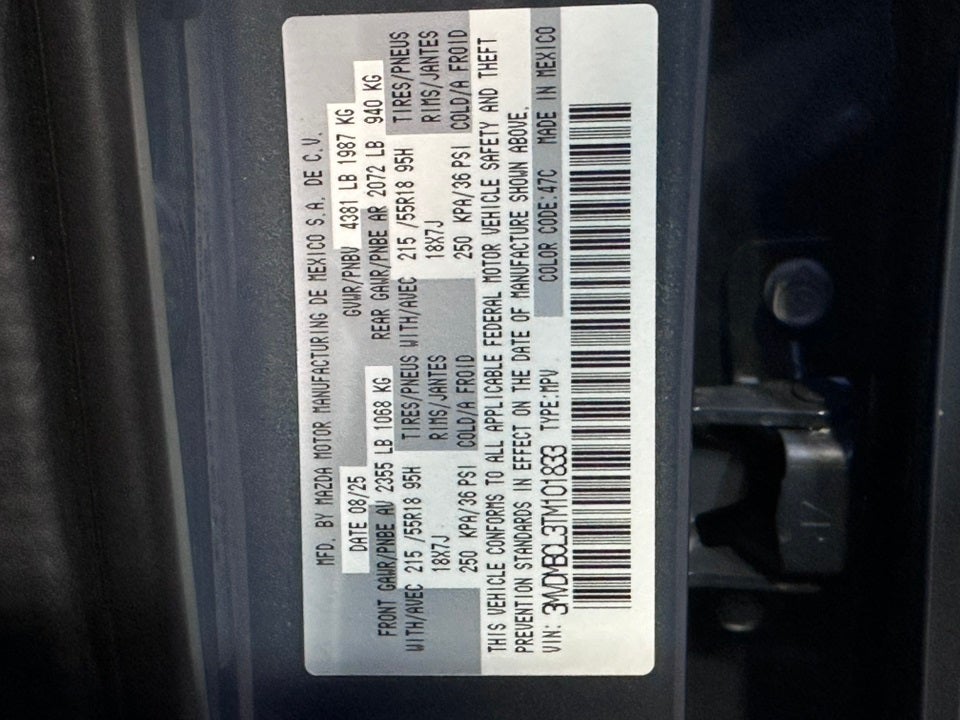 MFD. BY MAZDA MOTOR MANUFACTURING DE MEXICO S.A. DE C.V.
DATE 08/25 GVWR/PNBV 4381 LB 1987 KG
FRONT GAWR/PNBE AV 2355 LB 1068 KG REAR GAWR/PNBE AR 2072 LB 940 KG
WITH/AVEC 215 /55R18 95H TIRES/PNEUS WITH/AVEC 215 /55R18 95H TIRES/PNEUS
18X7J RIMS/JANTES 18X7J RIMS/JANTES
250 KPA/36 PSI COLD/A FROID 250 KPA/36 PSI COLD/A FROID
THIS VEHICLE CONFORMS TO ALL APPLICABLE FEDERAL MOTOR VEHICLE SAFETY AND THEFT
PREVENTION STANDARDS IN EFFECT ON THE DATE OF MANUFACTURE SHOWN ABOVE.
VIN: 3MVDMBCL3TM101833 TYPE:MPV COLOR CODE:47C MADE IN MEXICO